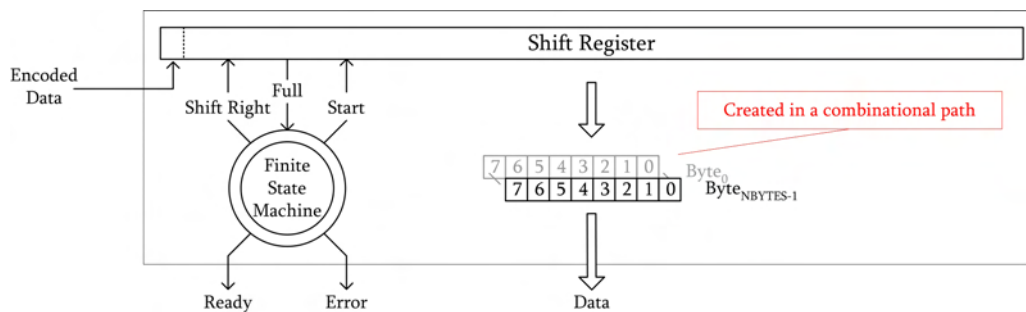 Shift Register
Encoded
Data
Shift Right
Full
Start
Created in a combinational path
Finite
State
Machine
7 6 5 4 3 2 1 0 Byte0
7 6 5 4 3 2 1 0 ByteNBYTES-1
Ready
Error
Data